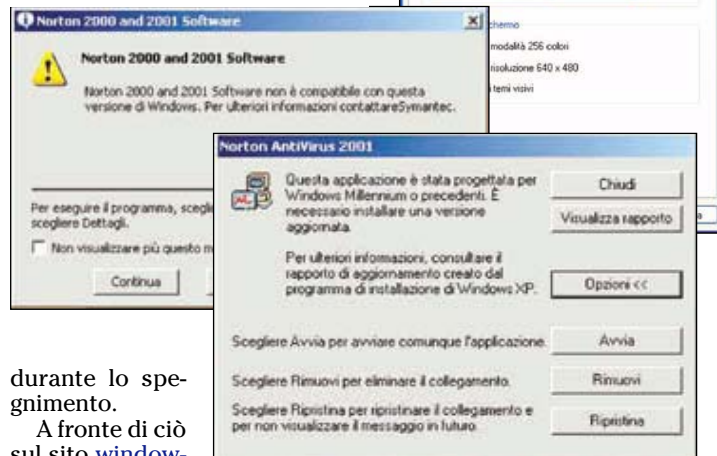 Norton 2000 and 2001 Software
Norton 2000 and 2001 Software
Norton 2000 and 2001 Software non è compatibile con questa
versione di Windows. Per ulteriori informazioni contattareSymantec.
Per eseguire il programma, scegli
scegliere Dettagli.
Non visualizzare più questo m
Continua
schermo
modalità 256 colori
risoluzione 640 x 480
i temi visivi
Norton AntiVirus 2001
Questa applicazione è stata progettata per
Windows Millennium o precedenti. È
necessario installare una versione
aggiornata.
Per ulteriori informazioni, consultare il
rapporto di aggiornamento creato dal
programma di installazione di Windows XP.
Chiudi
Visualizza rapporto
Opzioni <<
Scegliere Avvia per avviare comunque l'applicazione.
Avvia
Scegliere Rimuovi per eliminare il collegamento.
Rimuovi
Scegliere Ripristina per ripristinare il collegamento e
per non visualizzare il messaggio in futuro.
Ripristina
durante lo spe-
gnimento.
A fronte di ciò
sul sito window-